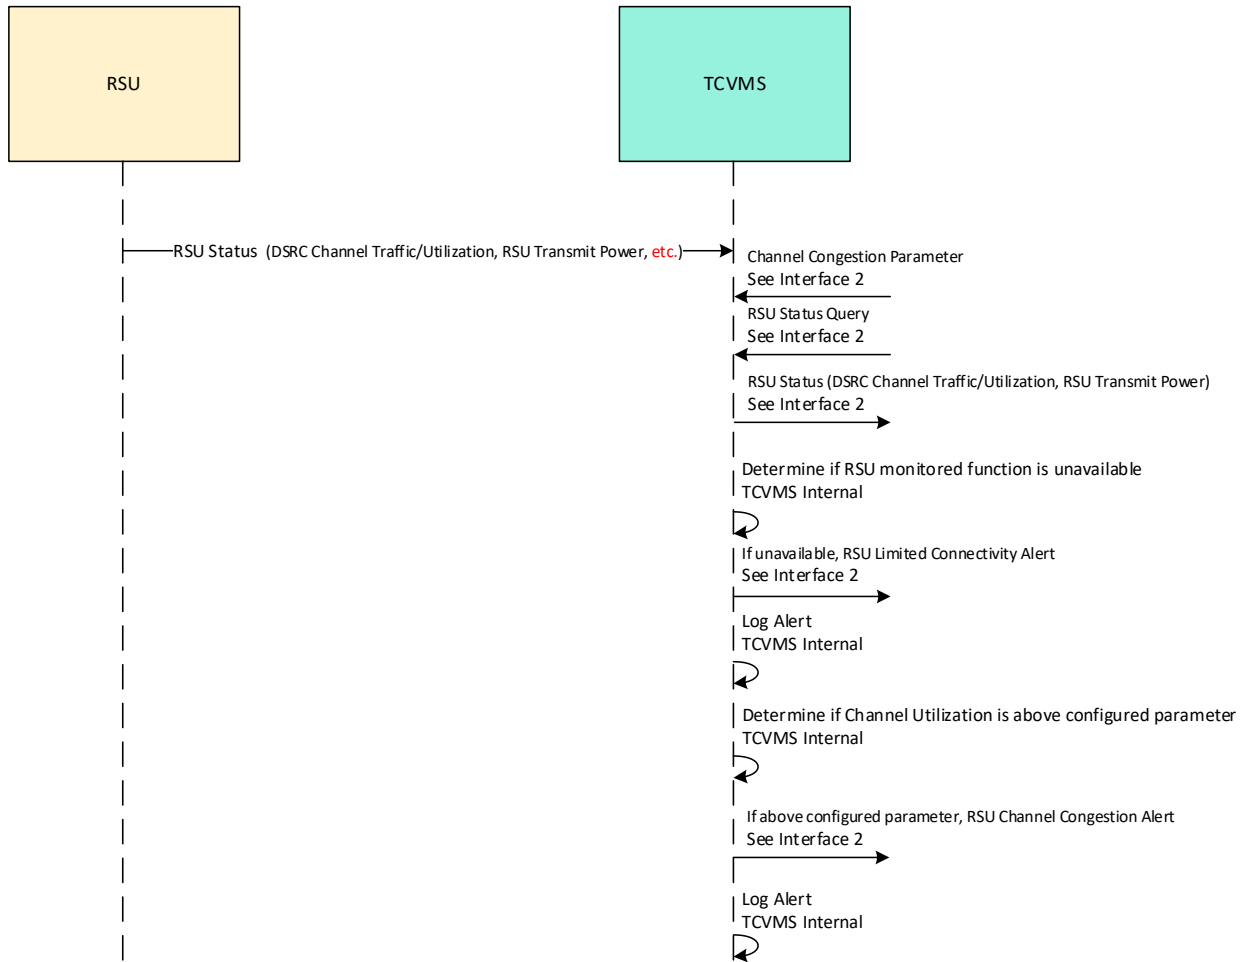 RSU
TCVMS
RSU Status (DSRC Channel Traffic/Utilization, RSU Transmit Power, etc.)
Channel Congestion Parameter
See Interface 2
RSU Status Query
See Interface 2
RSU Status (DSRC Channel Traffic/Utilization, RSU Transmit Power)
See Interface 2
Determine if RSU monitored function is unavailable
TCVMS Internal
If unavailable, RSU Limited Connectivity Alert
See Interface 2
Log Alert
TCVMS Internal
Determine if Channel Utilization is above configured parameter
TCVMS Internal
If above configured parameter, RSU Channel Congestion Alert
See Interface 2
Log Alert
TCVMS Internal